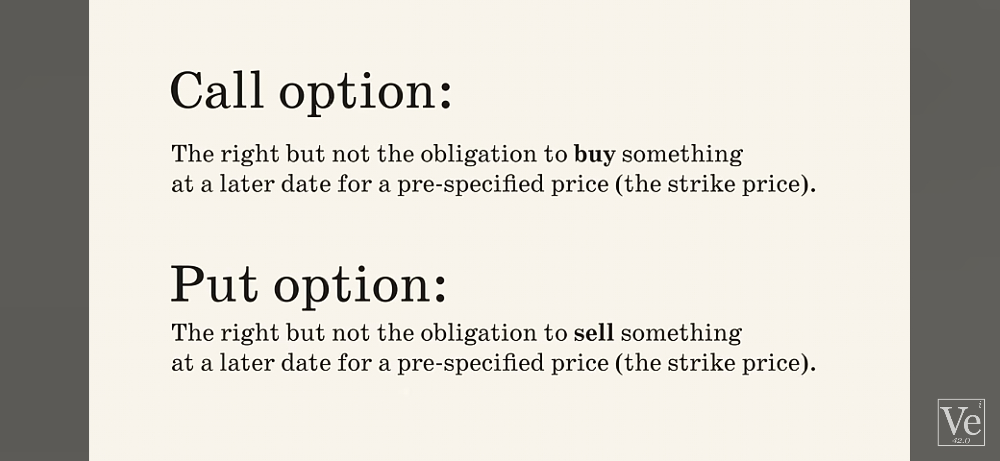 Call option:
The right but not the obligation to buy something
at a later date for a pre-specified price (the strike price).
Put option:
The right but not the obligation to sell something
at a later date for a pre-specified price (the strike price).
i
Ve
42.0